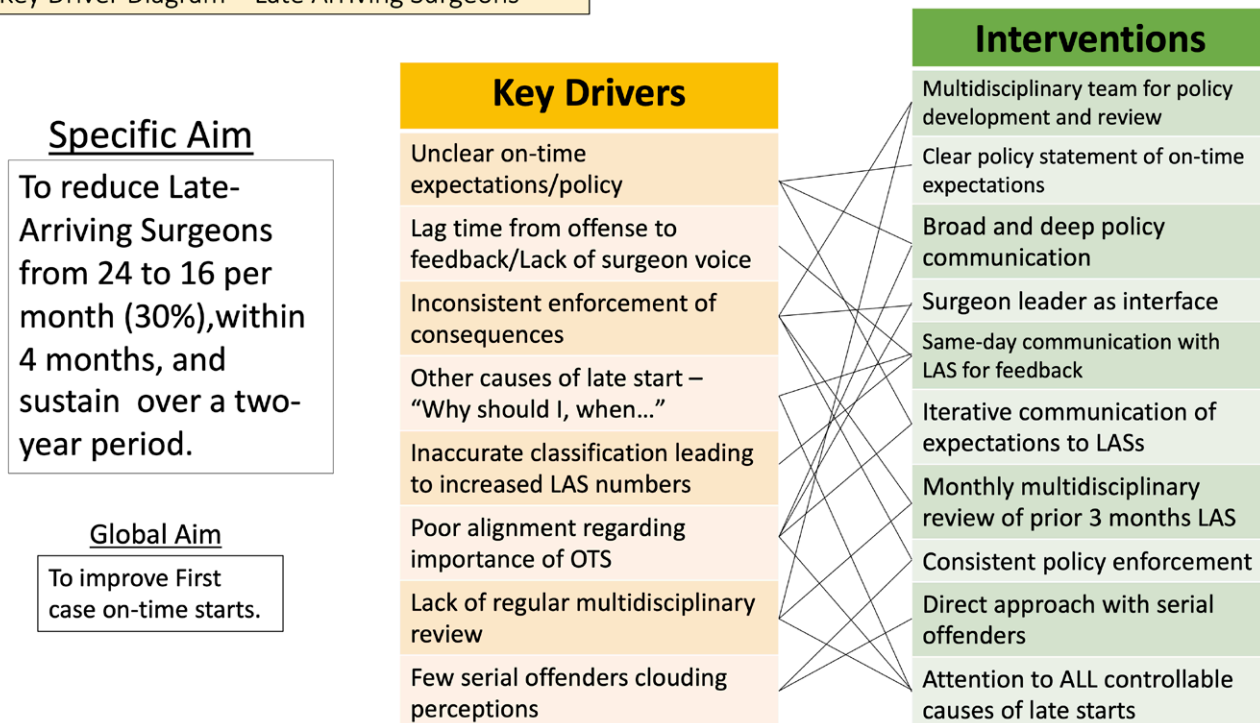 Key Driver Diagram – Late Arriving Surgeons
Specific Aim
To reduce Late-
Arriving Surgeons
from 24 to 16 per
month (30%),within
4 months, and
sustain over a two-
year period.
Global Aim
To improve First
case on-time starts.
Key Drivers
Unclear on-time
expectations/policy
Lag time from offense to
feedback/Lack of surgeon voice
Inconsistent enforcement of
consequences
Other causes of late start –
“Why should I, when…”
Inaccurate classification leading
to increased LAS numbers
Poor alignment regarding
importance of OTS
Lack of regular multidisciplinary
review
Few serial offenders clouding
perceptions
Interventions
Multidisciplinary team for policy
development and review
Clear policy statement of on-time
expectations
Broad and deep policy
communication
Surgeon leader as interface
Same-day communication with
LAS for feedback
Iterative communication of
expectations to LASs
Monthly multidisciplinary
review of prior 3 months LAS
Consistent policy enforcement
Direct approach with serial
offenders
Attention to ALL controllable
causes of late starts